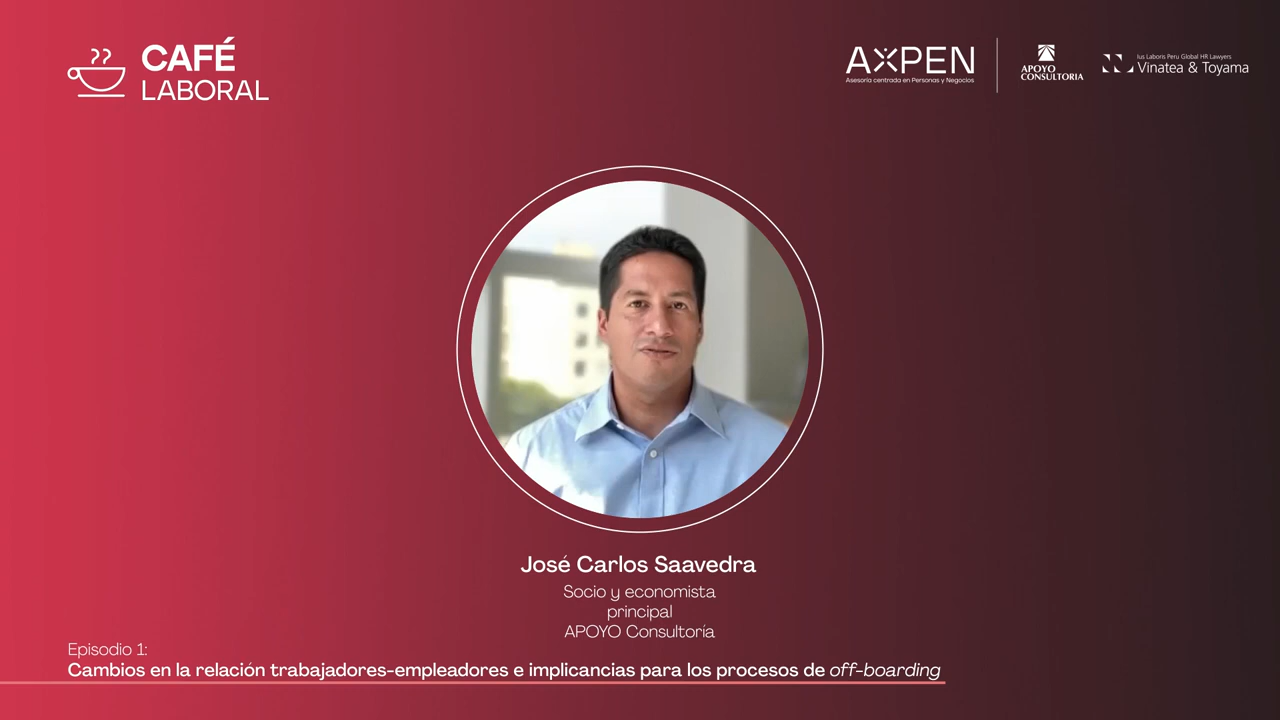 CAFÉ
LABORAL
AXPEN
Asesoría centrada en Personas y Negocios
APOYO
CONSULTORIA
Ius Laboris Peru Global HR Lawyers
Vinatea & Toyama
José Carlos Saavedra
Socio y economista
principal
APOYO Consultoría
Episodio 1:
Cambios en la relación trabajadores-empleadores e implicancias para los procesos de off-boarding